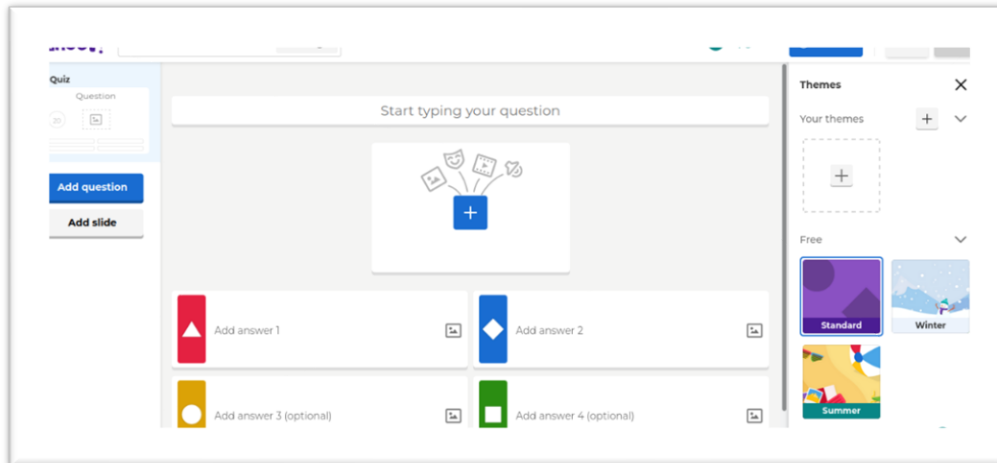 Quiz
Question
Add question
Add slide
Start typing your question
Add answer 1
Add answer 2
Add answer 3 (optional)
Add answer 4 (optional)
Themes
Your themes
Free
Standard
Winter
Summer